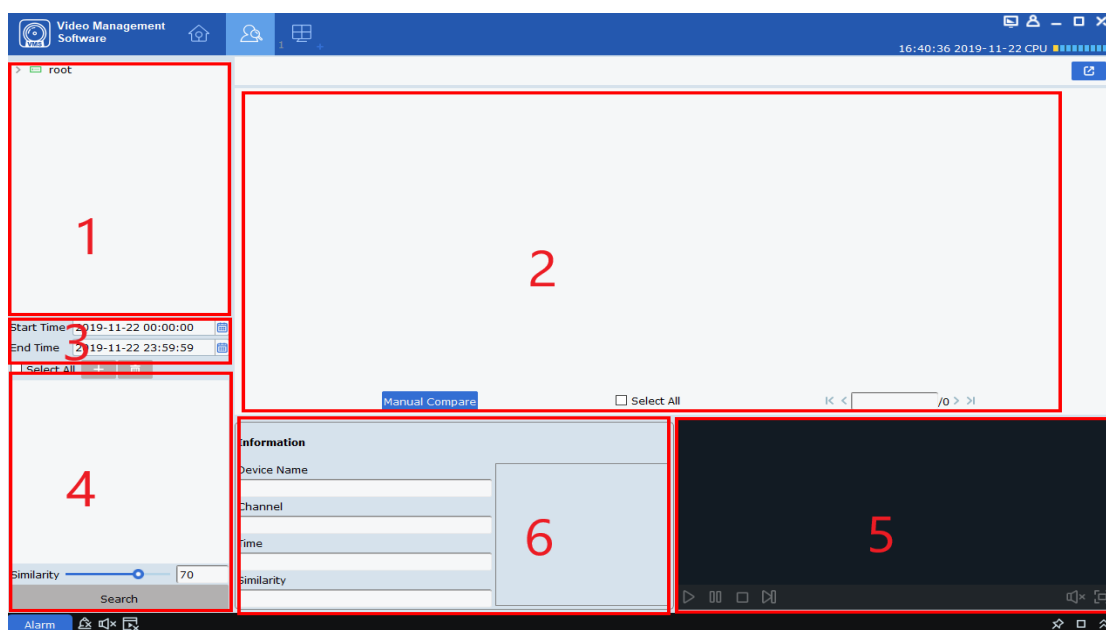 Video Management
Software
VMS
1
16:40:36 2019-11-22 CPU
root
1
2
Start Time 2019-11-22 00:00:00
End Time 2019-11-22 23:59:59
3
Select All
Manual Compare
Select All
/0
Information
Device Name
Channel
Time
Similarity
4
6
5
Similarity 70
Search
Alarm